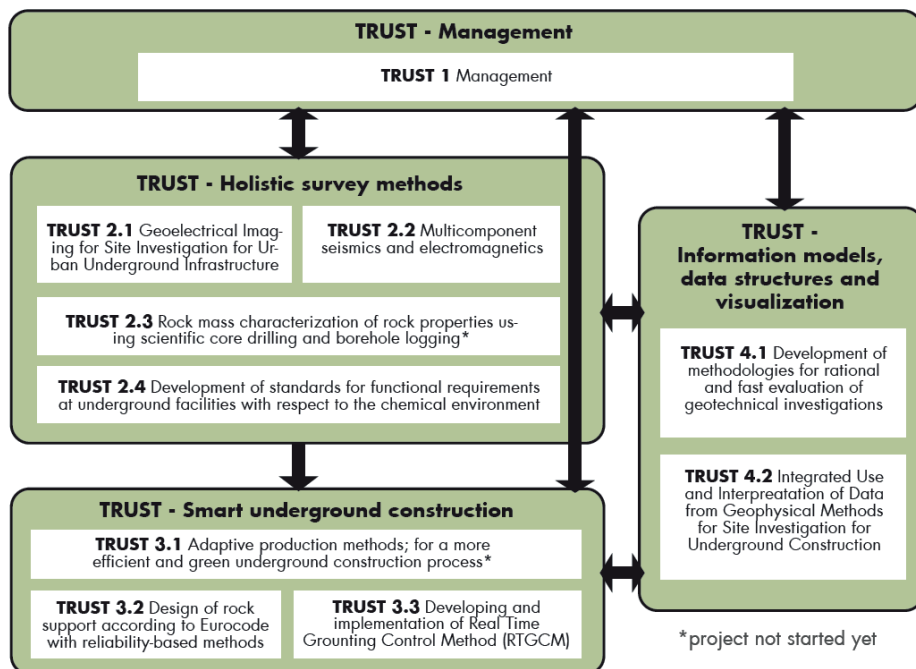 TRUST - Management
TRUST 1 Management
TRUST - Holistic survey methods
TRUST 2.1 Geoelectrical Imag-
ing for Site Investigation for Ur-
ban Underground Infrastructure
TRUST 2.2 Multicomponent
seismics and electromagnetics
TRUST 2.3 Rock mass characterization of rock properties us-
ing scientific core drilling and borehole logging*
TRUST 2.4 Development of standards for functional requirements
at underground facilities with respect to the chemical environment
TRUST - Smart underground construction
TRUST 3.1 Adaptive production methods; for a more
efficient and green underground construction process*
TRUST 3.2 Design of rock
support according to Eurocode
with reliability-based methods
TRUST 3.3 Developing and
implementation of Real Time
Grounting Control Method (RTGCM)
TRUST -
Information models,
data structures and
visualization
TRUST 4.1 Development of
methodologies for rational
and fast evaluation of
geotechnical investigations
TRUST 4.2 Integrated Use
and Interpreatation of Data
from Geophysical Methods
for Site Investigation for
Underground Construction
*project not started yet